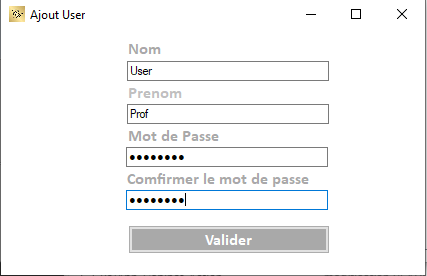 Ajout User
Nom
User
Prenom
Prof
Mot de Passe
••••••••
Comfirmer le mot de passe
••••••••
Valider